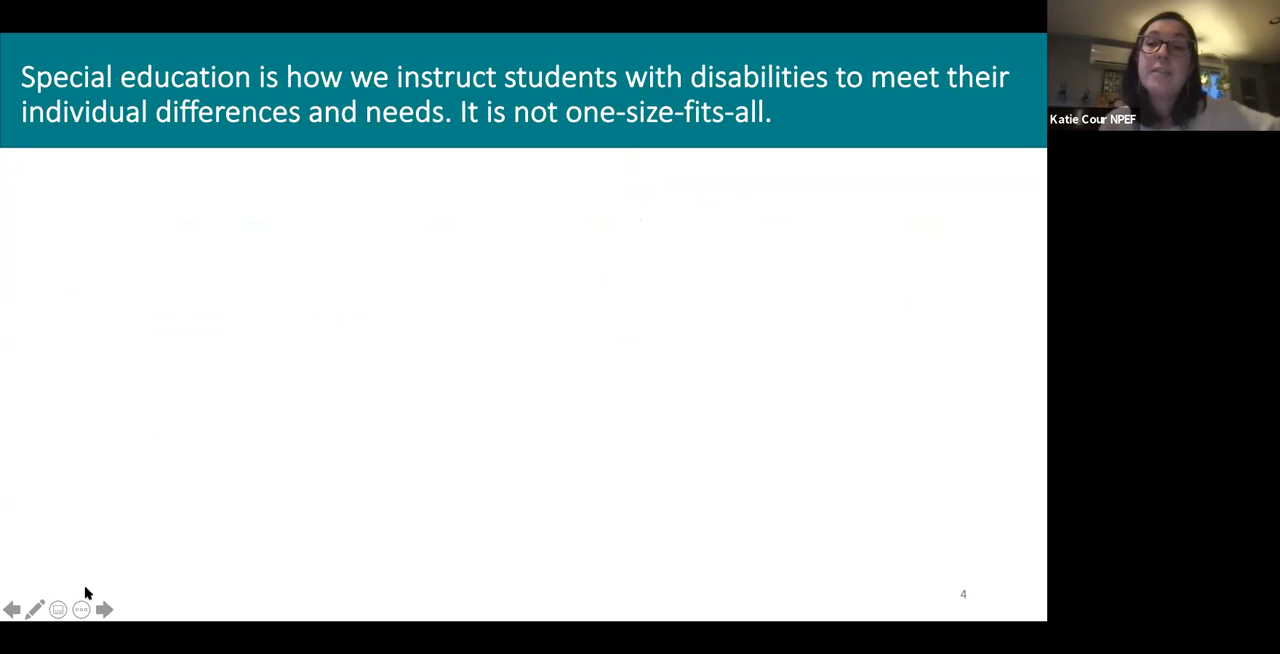 Special education is how we instruct students with disabilities to meet their
individual differences and needs. It is not one-size-fits-all.
Katie Cour NPEF
4